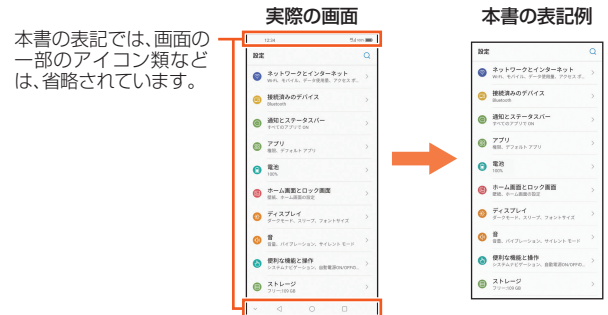 実際の画面
本書の表記例
本書の表記では、画面の
一部のアイコン類など
は、省略されています。
12:34
100%
設定
ネットワークとインターネット
Wi-Fi、モバイル、データ使用量、アクセスポ…
接続済みのデバイス
Bluetooth
通知とステータスバー
すべてのアプリで ON
アプリ
権限、デフォルト アプリ
電池
100%
ホーム画面とロック画面
壁紙、ホーム画面の設定
ディスプレイ
ダークモード、スリープ、フォントサイズ
音
音量、バイブレーション、サイレント モード
便利な機能と操作
システムナビゲーション、自動電源ON/OFFの…
ストレージ
フリー:109 GB
設定
ネットワークとインターネット
Wi-Fi、モバイル、データ使用量、アクセスポ…
接続済みのデバイス
Bluetooth
通知とステータスバー
すべてのアプリで ON
アプリ
権限、デフォルト アプリ
電池
100%
ホーム画面とロック画面
壁紙、ホーム画面の設定
ディスプレイ
ダークモード、スリープ、フォントサイズ
音
音量、バイブレーション、サイレント モード
便利な機能と操作
システムナビゲーション、自動電源ON/OFFの…
ストレージ
フリー:109 GB